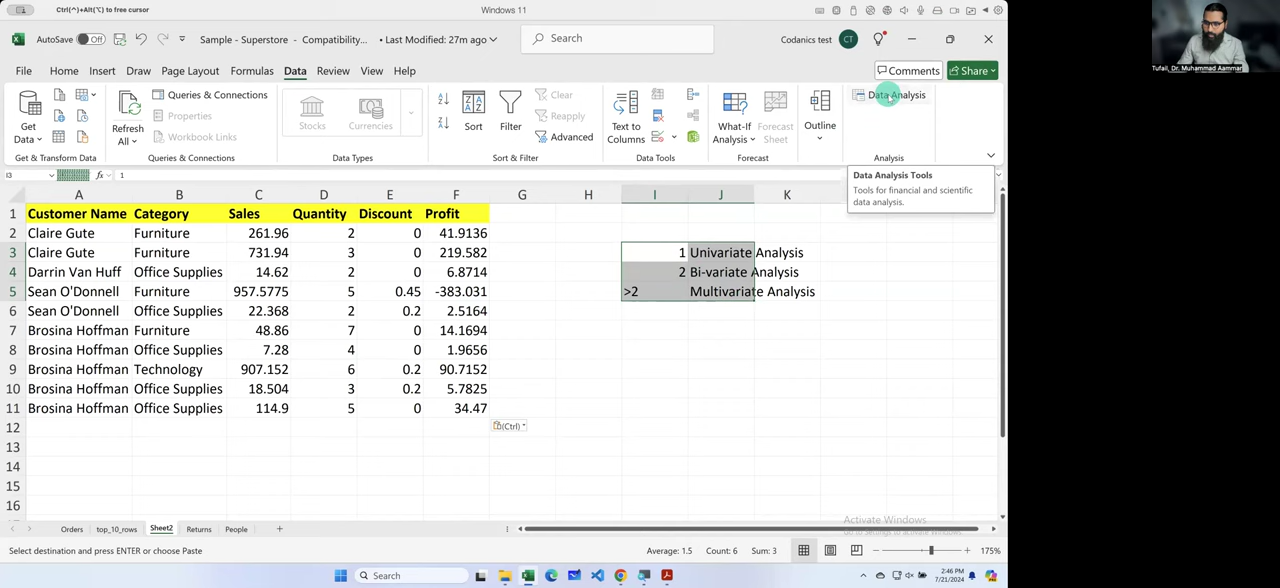 Ctrl(^)+Alt(⌥) to free cursor
Windows 11
AutoSave Off
Sample - Superstore - Compatibility... • Last Modified: 27m ago
Search
Codanics test CT
File Home Insert Draw Page Layout Formulas Data Review View Help
Comments Share
Get Data
Refresh All
Queries & Connections
Properties
Workbook Links
Stocks Currencies
Sort Filter
Clear
Reapply
Advanced
Text to Columns
What-If Analysis
Forecast Sheet
Outline
Data Analysis
Get & Transform Data Queries & Connections Data Types Sort & Filter Data Tools Forecast Analysis
I3 fx 1
Data Analysis Tools
Tools for financial and scientific
data analysis.
A B C D E F G H I J K
1 Customer Name Category Sales Quantity Discount Profit
2 Claire Gute Furniture 261.96 2 0 41.9136
3 Claire Gute Furniture 731.94 3 0 219.582 1 Univariate Analysis
4 Darrin Van Huff Office Supplies 14.62 2 0 6.8714 2 Bi-variate Analysis
5 Sean O'Donnell Furniture 957.5775 5 0.45 -383.031 >2 Multivariate Analysis
6 Sean O'Donnell Office Supplies 22.368 2 0.2 2.5164
7 Brosina Hoffman Furniture 48.86 7 0 14.1694
8 Brosina Hoffman Office Supplies 7.28 4 0 1.9656
9 Brosina Hoffman Technology 907.152 6 0.2 90.7152
10 Brosina Hoffman Office Supplies 18.504 3 0.2 5.7825
11 Brosina Hoffman Office Supplies 114.9 5 0 34.47
12
(Ctrl)
13
14
15
16
Activate Windows
Go to Settings to activate Windows.
Orders top_10_rows Sheet2 Returns People
Select destination and press ENTER or choose Paste
Average: 1.5 Count: 6 Sum: 3
175%
Search
2:46 PM
7/21/2024
Tufail, Dr. Muhammad Aammar